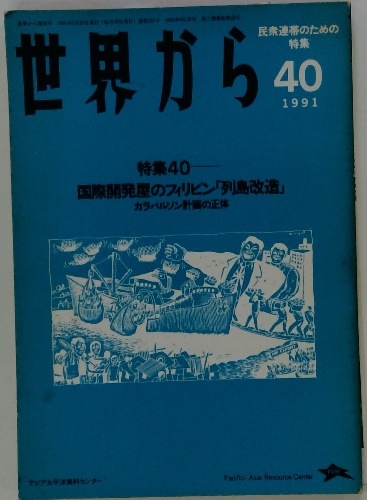 民衆連帯のための
特集
世界から
40
1991
特集40——
国際開発屋のフィリピン「列島改造」
カラバルソン計画の正体
アジア太平洋資料センター
Pacific-Asia Resource Center